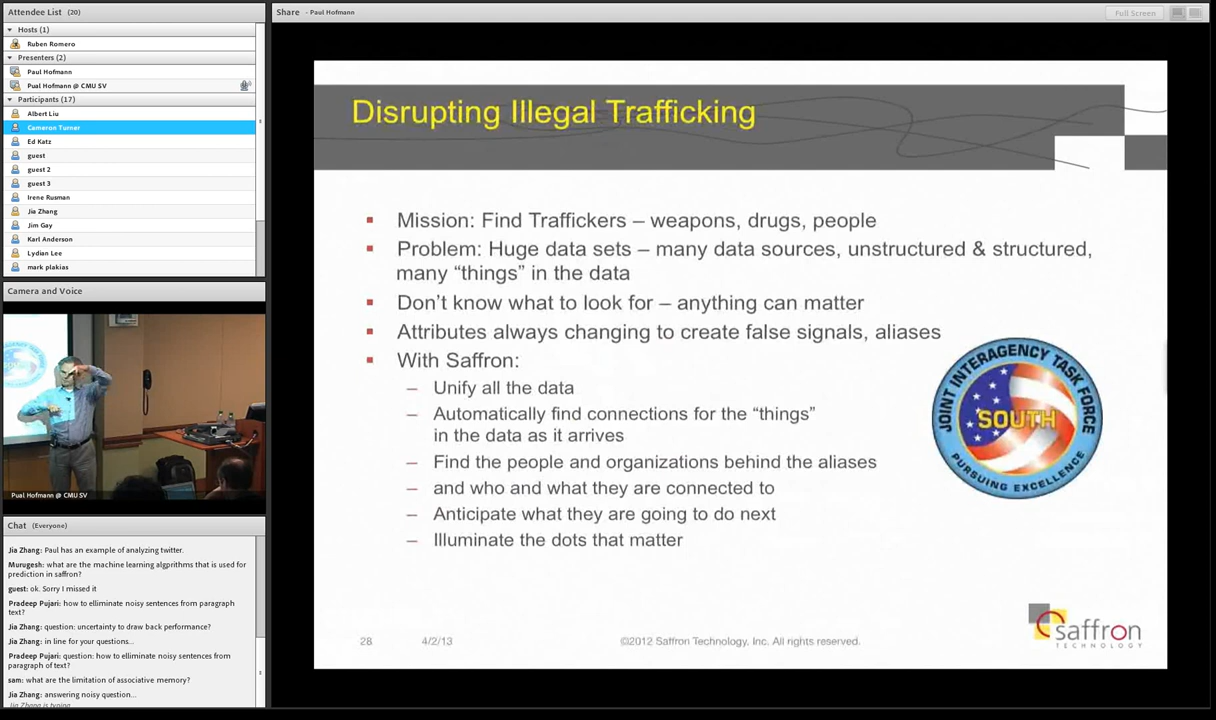 Attendee List (20)
Hosts (1)
Ruben Romero
Presenters (2)
Paul Hofmann
Pual Hofmann @ CMU SV
Participants (17)
Albert Liu
Cameron Turner
Ed Katz
guest
guest 2
guest 3
Irene Rusman
Jia Zhang
Jim Gay
Karl Anderson
Lydian Lee
mark plakias
Camera and Voice
Pual Hofmann @ CMU SV
Chat (Everyone)
Jia Zhang: Paul has an example of analyzing twitter.
Murugesh: what are the machine learning algprithms that is used for
prediction in saffron?
guest: ok. Sorry I missed it
Pradeep Pujari: how to elliminate noisy sentences from paragraph
text?
Jia Zhang: question: uncertainty to draw back performance?
Jia Zhang: in line for your questions...
Pradeep Pujari: question: how to elliminate noisy sentences from
paragraph of text?
sam: what are the limitation of associative memory?
Jia Zhang: answering noisy question...
Jia Zhang is typing
Share - Paul Hofmann
Full Screen
Disrupting Illegal Trafficking
Mission: Find Traffickers – weapons, drugs, people
Problem: Huge data sets – many data sources, unstructured & structured,
many “things” in the data
Don’t know what to look for – anything can matter
Attributes always changing to create false signals, aliases
With Saffron:
– Unify all the data
– Automatically find connections for the “things”
in the data as it arrives
– Find the people and organizations behind the aliases
– and who and what they are connected to
– Anticipate what they are going to do next
– Illuminate the dots that matter
JOINT INTERAGENCY TASK FORCE
SOUTH
PURSUING EXCELLENCE
28 4/2/13 ©2012 Saffron Technology, Inc. All rights reserved.
saffron
TECHNOLOGY